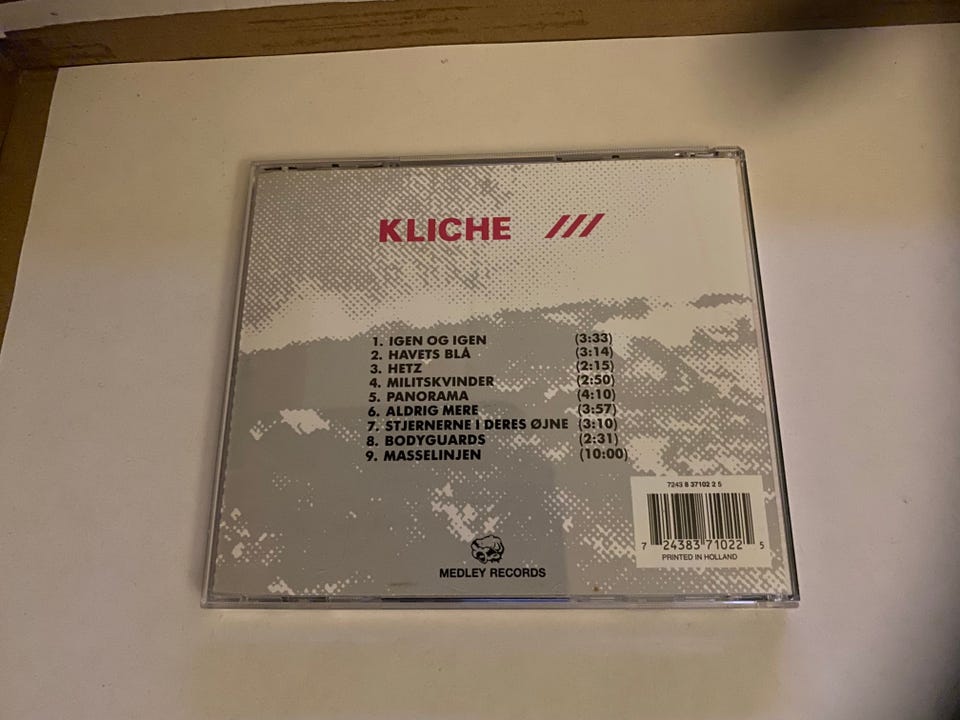 KLICHE ///
1. IGEN OG IGEN (3:33)
2. HAVETS BLÅ (3:14)
3. HETZ (2:15)
4. MILITSKVINDER (2:50)
5. PANORAMA (4:10)
6. ALDRIG MERE (3:57)
7. STJERNERNE I DERES ØJNE (3:10)
8. BODYGUARDS (2:31)
9. MASSELINJEN (10:00)
7243 8 37102 2 5
7 24383 71022 5
PRINTED IN HOLLAND
MEDLEY RECORDS